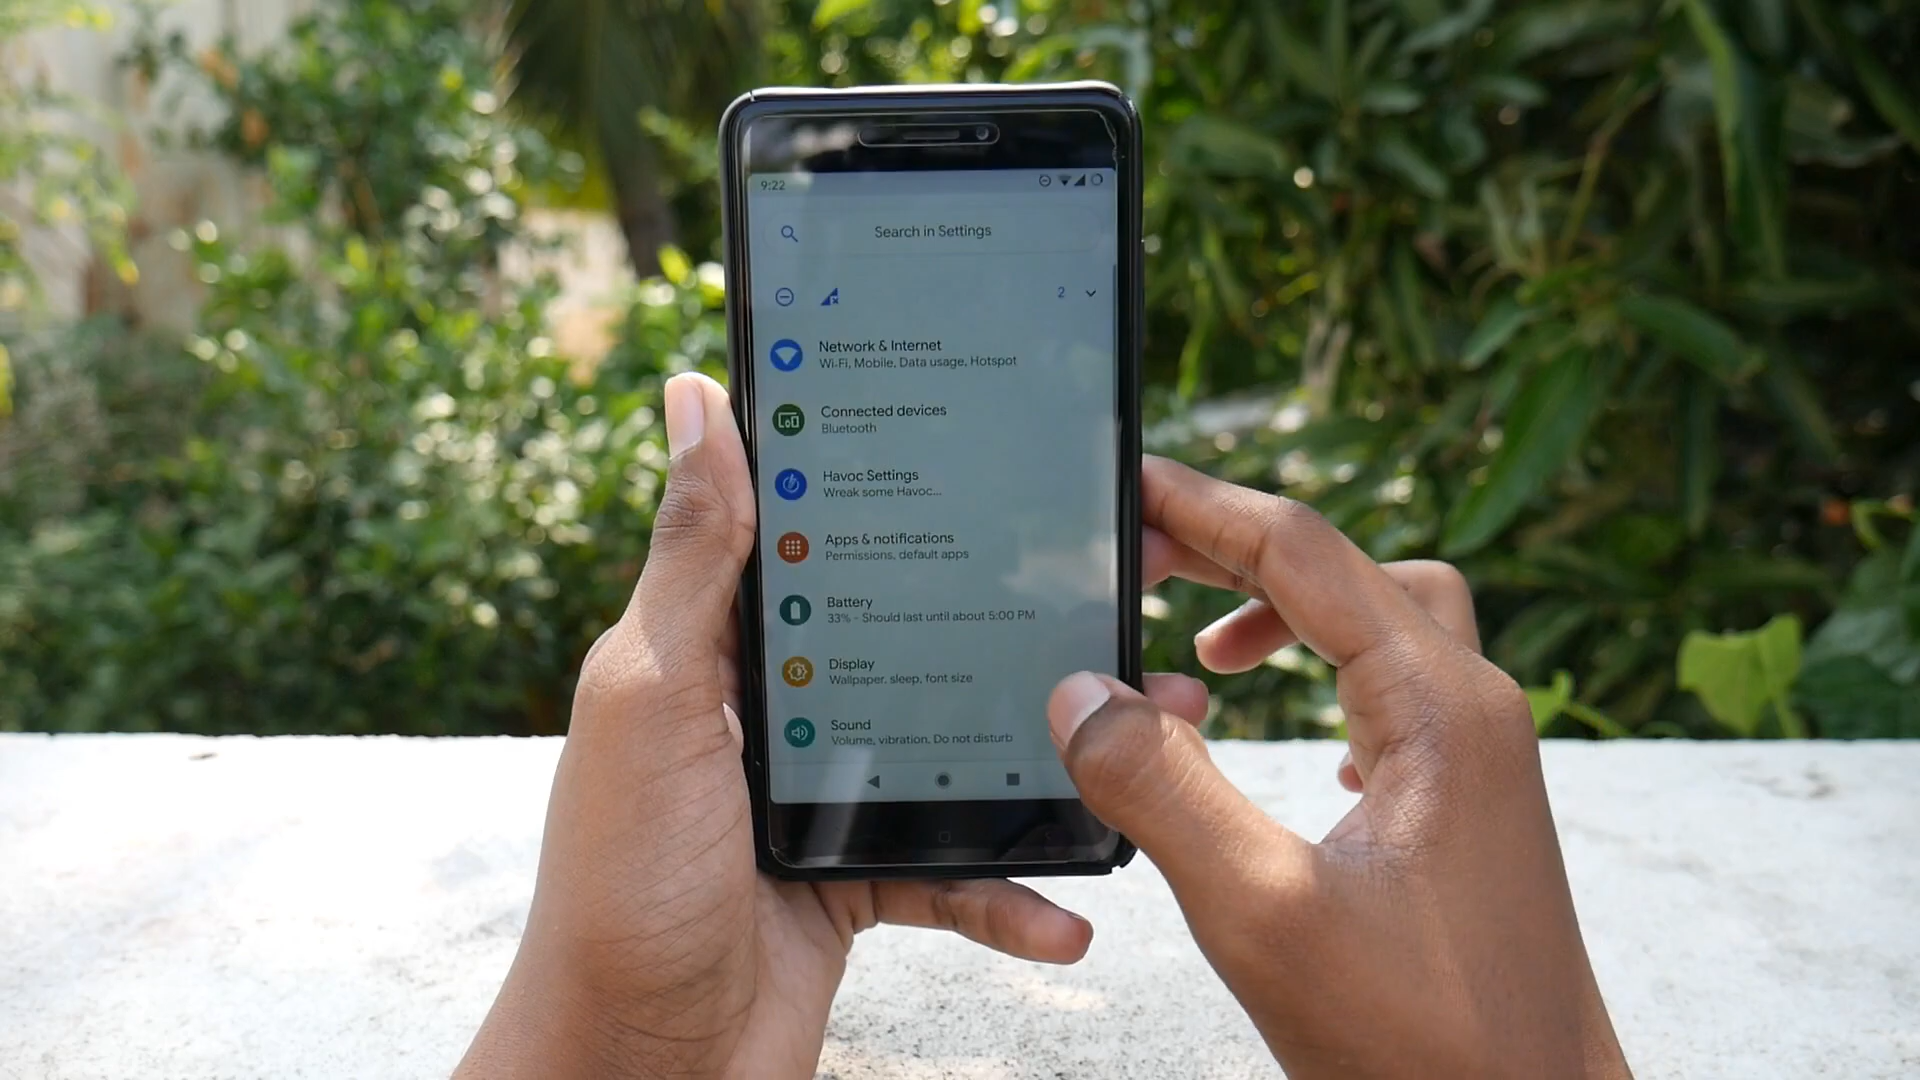 9:22
Search in Settings
2
Network & Internet
Wi-Fi, Mobile, Data usage, Hotspot
Connected devices
Bluetooth
Havoc Settings
Wreak some Havoc...
Apps & notifications
Permissions, default apps
Battery
33% - Should last until about 5:00 PM
Display
Wallpaper, sleep, font size
Sound
Volume, vibration, Do not disturb